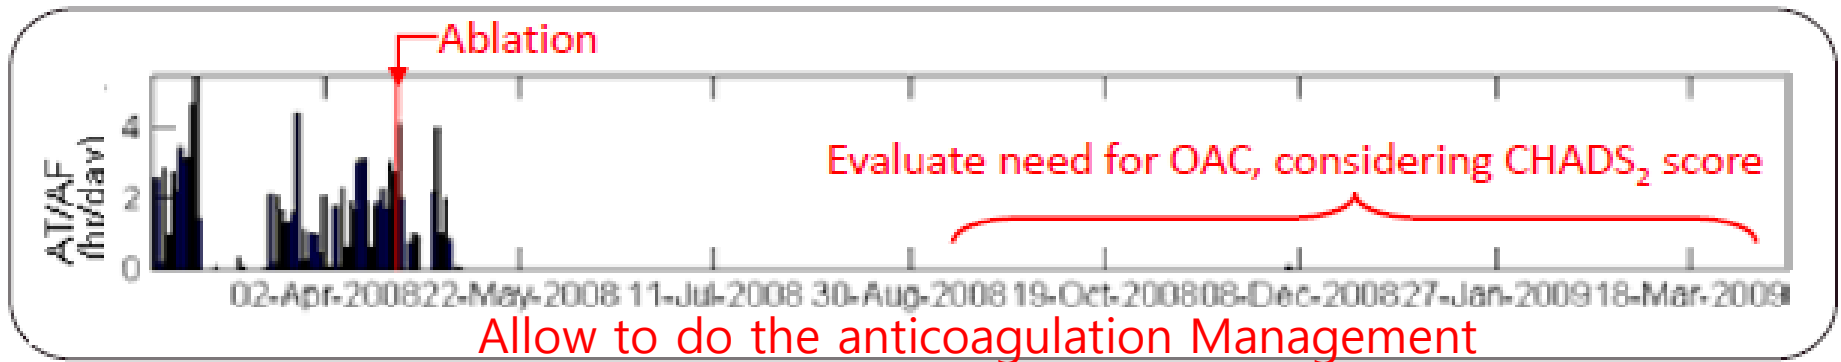 Ablation
4
Evaluate need for OAC, considering CHADS₂ score
2
AT/AF
(hr/day)
0
02-Apr-2008 22-May-2008 11-Jul-2008 30-Aug-2008 19-Oct-2008 08-Dec-2008 27-Jan-2009 18-Mar-2009
Allow to do the anticoagulation Management